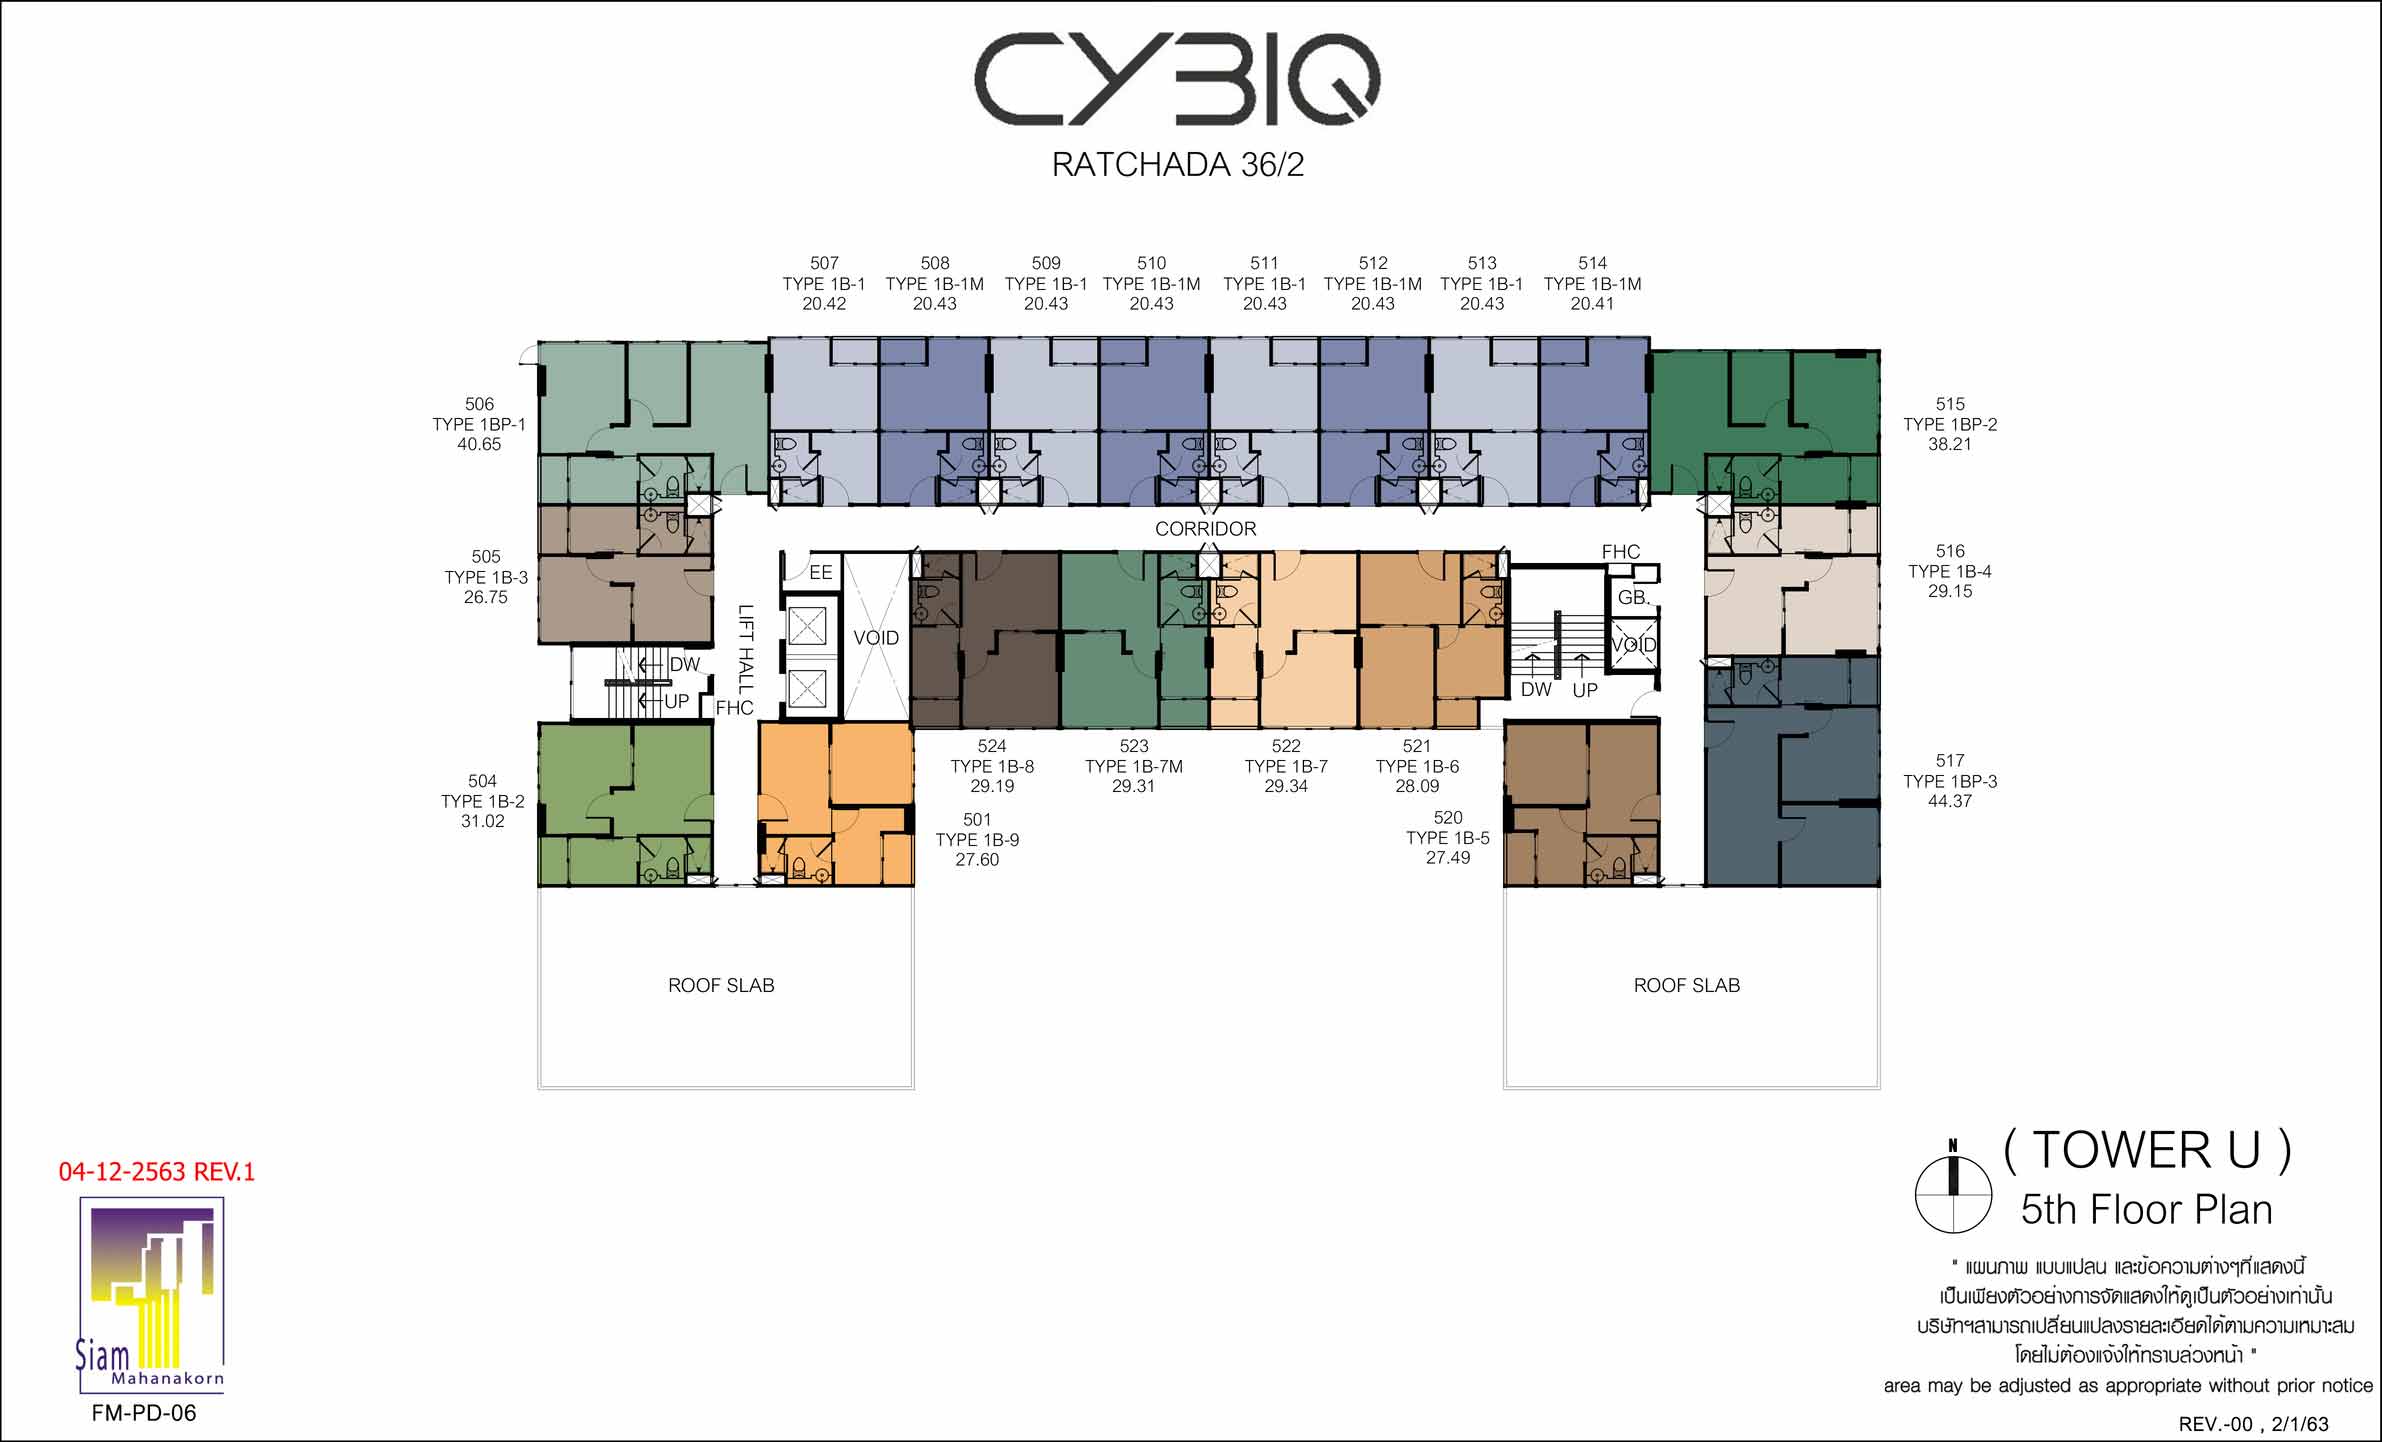 CYBIQ
RATCHADA 36/2
507
TYPE 1B-1
20.42
508
TYPE 1B-1M
20.43
509
TYPE 1B-1
20.43
510
TYPE 1B-1M
20.43
511
TYPE 1B-1
20.43
512
TYPE 1B-1M
20.43
513
TYPE 1B-1
20.43
514
TYPE 1B-1M
20.41
506
TYPE 1BP-1
40.65
515
TYPE 1BP-2
38.21
CORRIDOR
505
TYPE 1B-3
26.75
EE
LIFT HALL
VOID
FHC
GB.
VOID
516
TYPE 1B-4
29.15
DW
UP
FHC
DW
UP
504
TYPE 1B-2
31.02
524
TYPE 1B-8
29.19
523
TYPE 1B-7M
29.31
522
TYPE 1B-7
29.34
521
TYPE 1B-6
28.09
517
TYPE 1BP-3
44.37
501
TYPE 1B-9
27.60
520
TYPE 1B-5
27.49
ROOF SLAB
ROOF SLAB
04-12-2563 REV.1
Siam
Mahanakorn
FM-PD-06
N
( TOWER U )
5th Floor Plan
" แผนภาพ แบบแปลน และข้อความต่างๆที่แสดงนี้
เป็นเพียงตัวอย่างการจัดแสดงให้ดูเป็นตัวอย่างเท่านั้น
บริษัทฯสามารถเปลี่ยนแปลงรายละเอียดได้ตามความเหมาะสม
โดยไม่ต้องแจ้งให้ทราบล่วงหน้า "
area may be adjusted as appropriate without prior notice
REV.-00 , 2/1/63